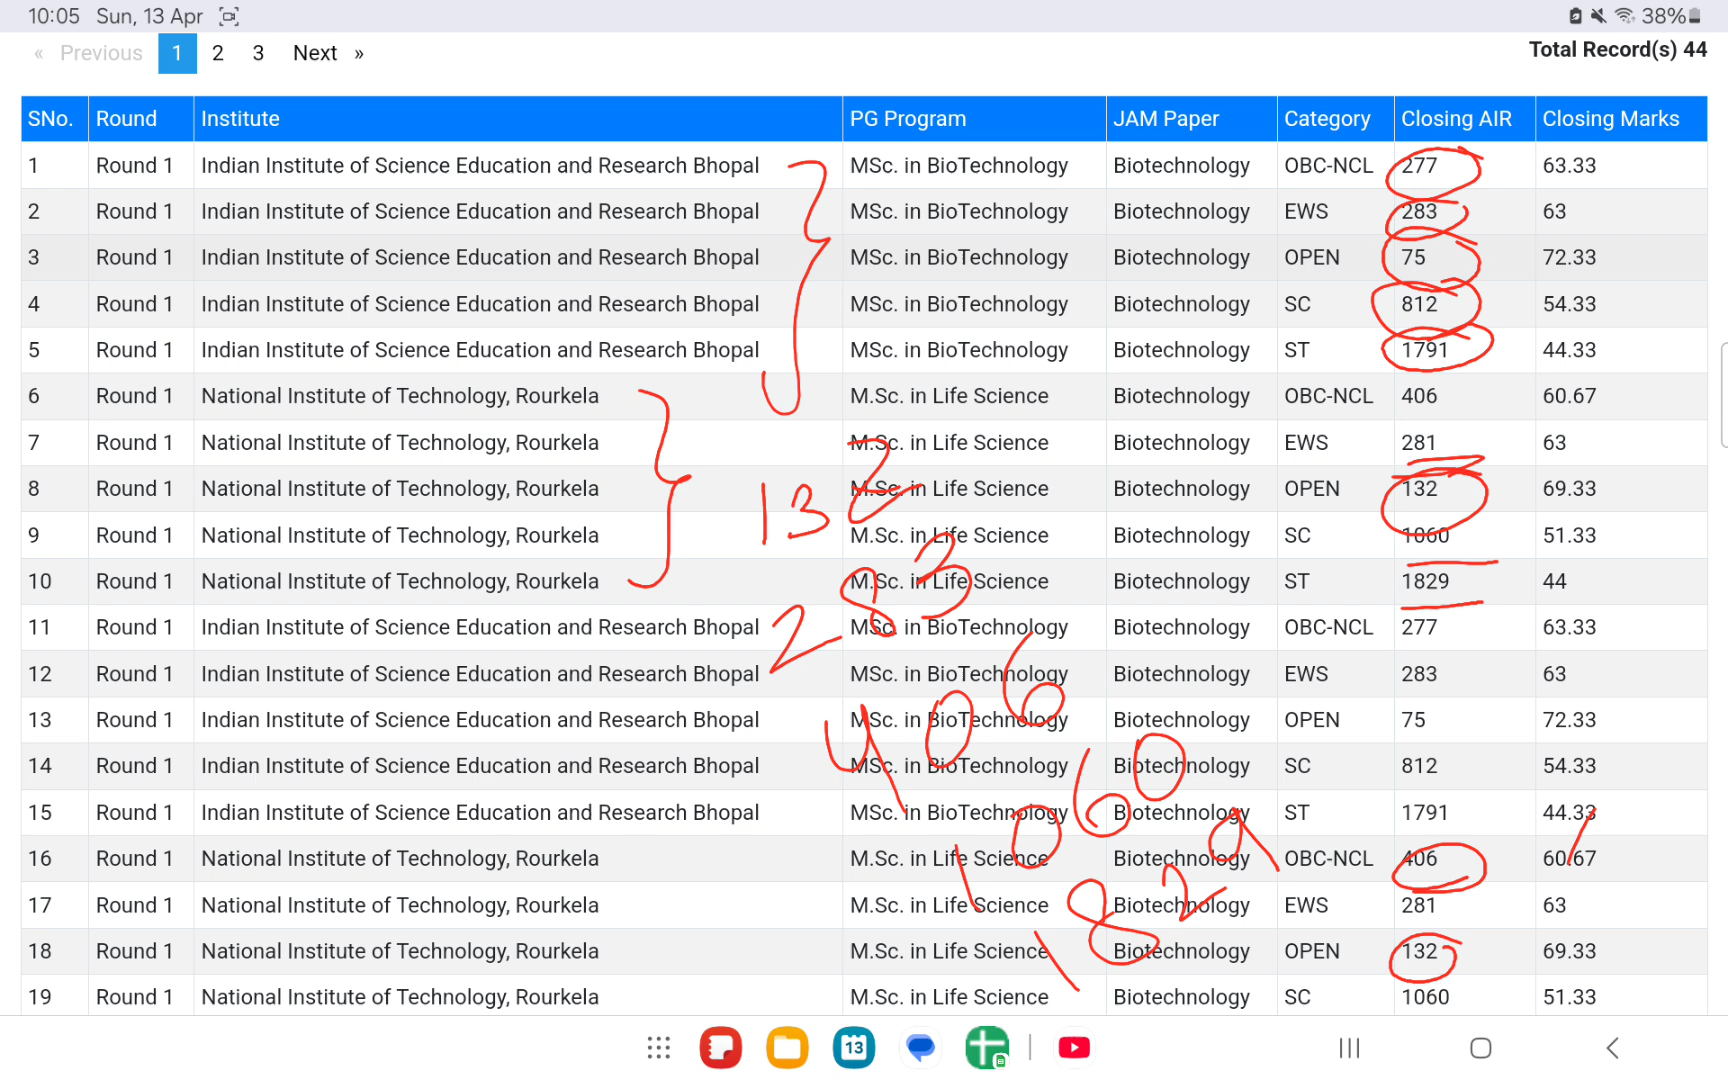 10:05 Sun, 13 Apr 38%
« Previous 1 2 3 Next »
Total Record(s) 44
SNo. Round Institute PG Program JAM Paper Category Closing AIR Closing Marks
1 Round 1 Indian Institute of Science Education and Research Bhopal MSc. in BioTechnology Biotechnology OBC-NCL 277 63.33
2 Round 1 Indian Institute of Science Education and Research Bhopal MSc. in BioTechnology Biotechnology EWS 283 63
3 Round 1 Indian Institute of Science Education and Research Bhopal MSc. in BioTechnology Biotechnology OPEN 75 72.33
4 Round 1 Indian Institute of Science Education and Research Bhopal MSc. in BioTechnology Biotechnology SC 812 54.33
5 Round 1 Indian Institute of Science Education and Research Bhopal MSc. in BioTechnology Biotechnology ST 1791 44.33
6 Round 1 National Institute of Technology, Rourkela M.Sc. in Life Science Biotechnology OBC-NCL 406 60.67
7 Round 1 National Institute of Technology, Rourkela M.Sc. in Life Science Biotechnology EWS 281 63
8 Round 1 National Institute of Technology, Rourkela M.Sc. in Life Science Biotechnology OPEN 132 69.33
132
9 Round 1 National Institute of Technology, Rourkela M.Sc. in Life Science Biotechnology SC 1060 51.33
10 Round 1 National Institute of Technology, Rourkela M.Sc. in Life Science Biotechnology ST 1829 44
283
11 Round 1 Indian Institute of Science Education and Research Bhopal MSc. in BioTechnology Biotechnology OBC-NCL 277 63.33
12 Round 1 Indian Institute of Science Education and Research Bhopal MSc. in BioTechnology Biotechnology EWS 283 63
13 Round 1 Indian Institute of Science Education and Research Bhopal MSc. in BioTechnology Biotechnology OPEN 75 72.33
406
14 Round 1 Indian Institute of Science Education and Research Bhopal MSc. in BioTechnology Biotechnology SC 812 54.33
15 Round 1 Indian Institute of Science Education and Research Bhopal MSc. in BioTechnology Biotechnology ST 1791 44.33
1060
16 Round 1 National Institute of Technology, Rourkela M.Sc. in Life Science Biotechnology OBC-NCL 406 60.67
17 Round 1 National Institute of Technology, Rourkela M.Sc. in Life Science Biotechnology EWS 281 63
1829
18 Round 1 National Institute of Technology, Rourkela M.Sc. in Life Science Biotechnology OPEN 132 69.33
19 Round 1 National Institute of Technology, Rourkela M.Sc. in Life Science Biotechnology SC 1060 51.33
13